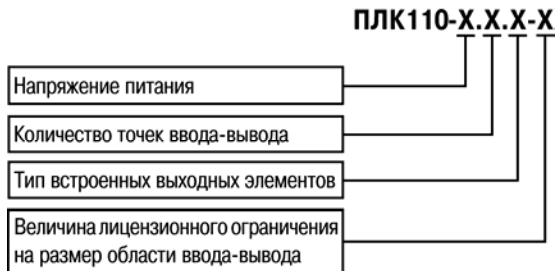 ПЛК110-X.X.X-X
Напряжение питания
Количество точек ввода-вывода
Тип встроенных выходных элементов
Величина лицензионного ограничения
на размер области ввода-вывода